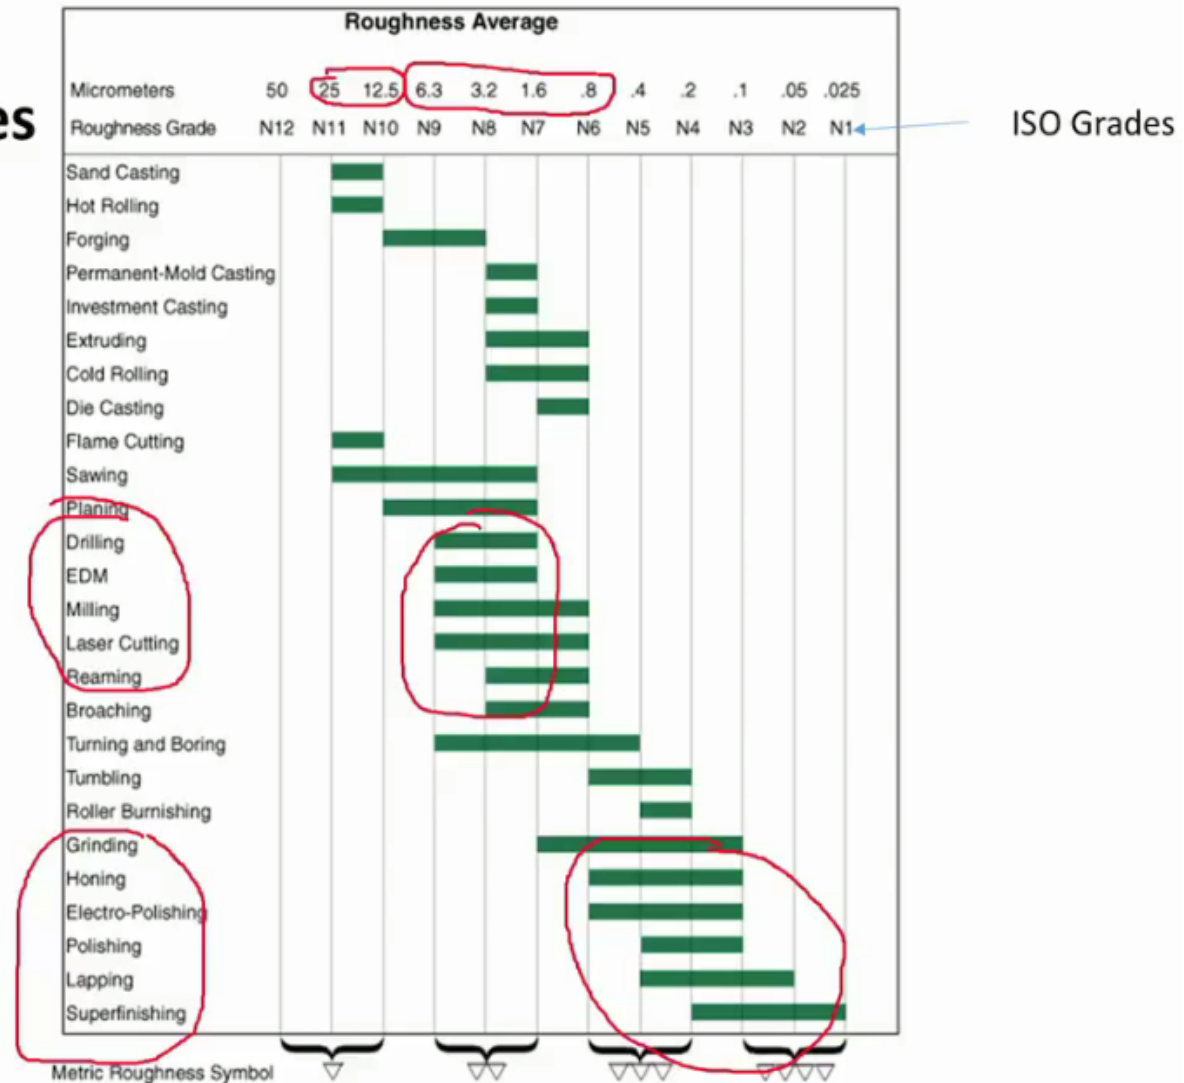 Roughness Average
Micrometers 50 25 12.5 6.3 3.2 1.6 .8 .4 .2 .1 .05 .025
es
Roughness Grade N12 N11 N10 N9 N8 N7 N6 N5 N4 N3 N2 N1
ISO Grades
Sand Casting
Hot Rolling
Forging
Permanent-Mold Casting
Investment Casting
Extruding
Cold Rolling
Die Casting
Flame Cutting
Sawing
Planing
Drilling
EDM
Milling
Laser Cutting
Reaming
Broaching
Turning and Boring
Tumbling
Roller Burnishing
Grinding
Honing
Electro-Polishing
Polishing
Lapping
Superfinishing
Metric Roughness Symbol